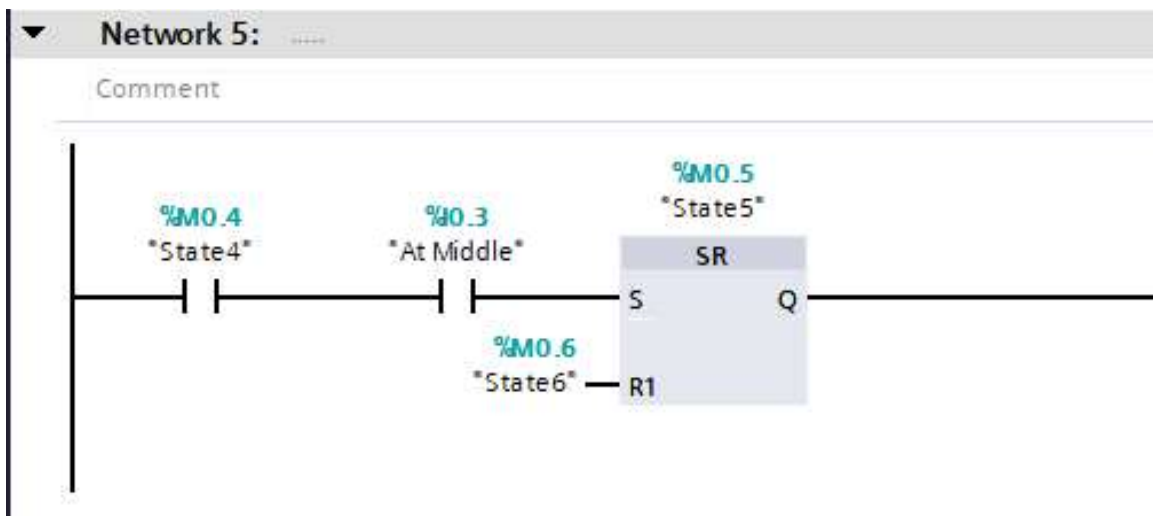 Network 5: .....
Comment
%M0.5
"State5"
%M0.4
"State4"
%I0.3
"At Middle"
SR
S
Q
%M0.6
"State6"
R1